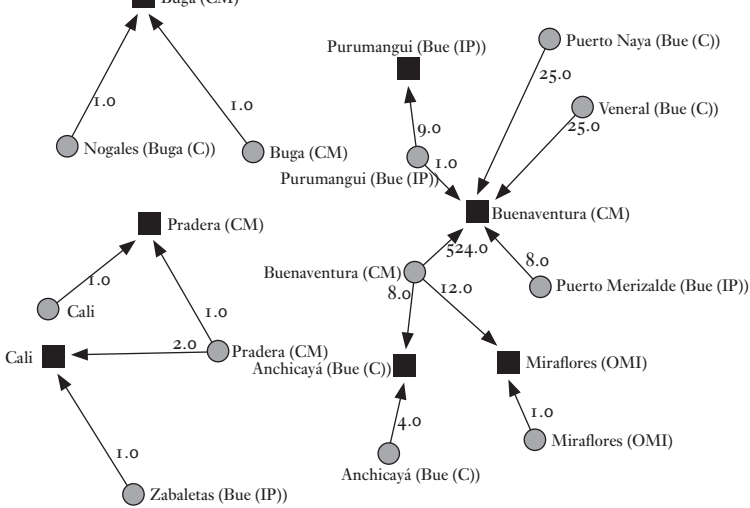 Buga (CM)
1.0
1.0
Nogales (Buga (C))
Buga (CM)
Purumangui (Bue (IP))
Puerto Naya (Bue (C))
25.0
Veneral (Bue (C))
25.0
9.0
1.0
Purumangui (Bue (IP))
Buenaventura (CM)
Pradera (CM)
524.0
8.0
Buenaventura (CM)
Puerto Merizalde (Bue (IP))
8.0
12.0
1.0
Cali
1.0
2.0
Cali
Pradera (CM)
Anchicayá (Bue (C))
Miraflores (OMI)
4.0
1.0
Miraflores (OMI)
1.0
Anchicayá (Bue (C))
Zabaletas (Bue (IP))